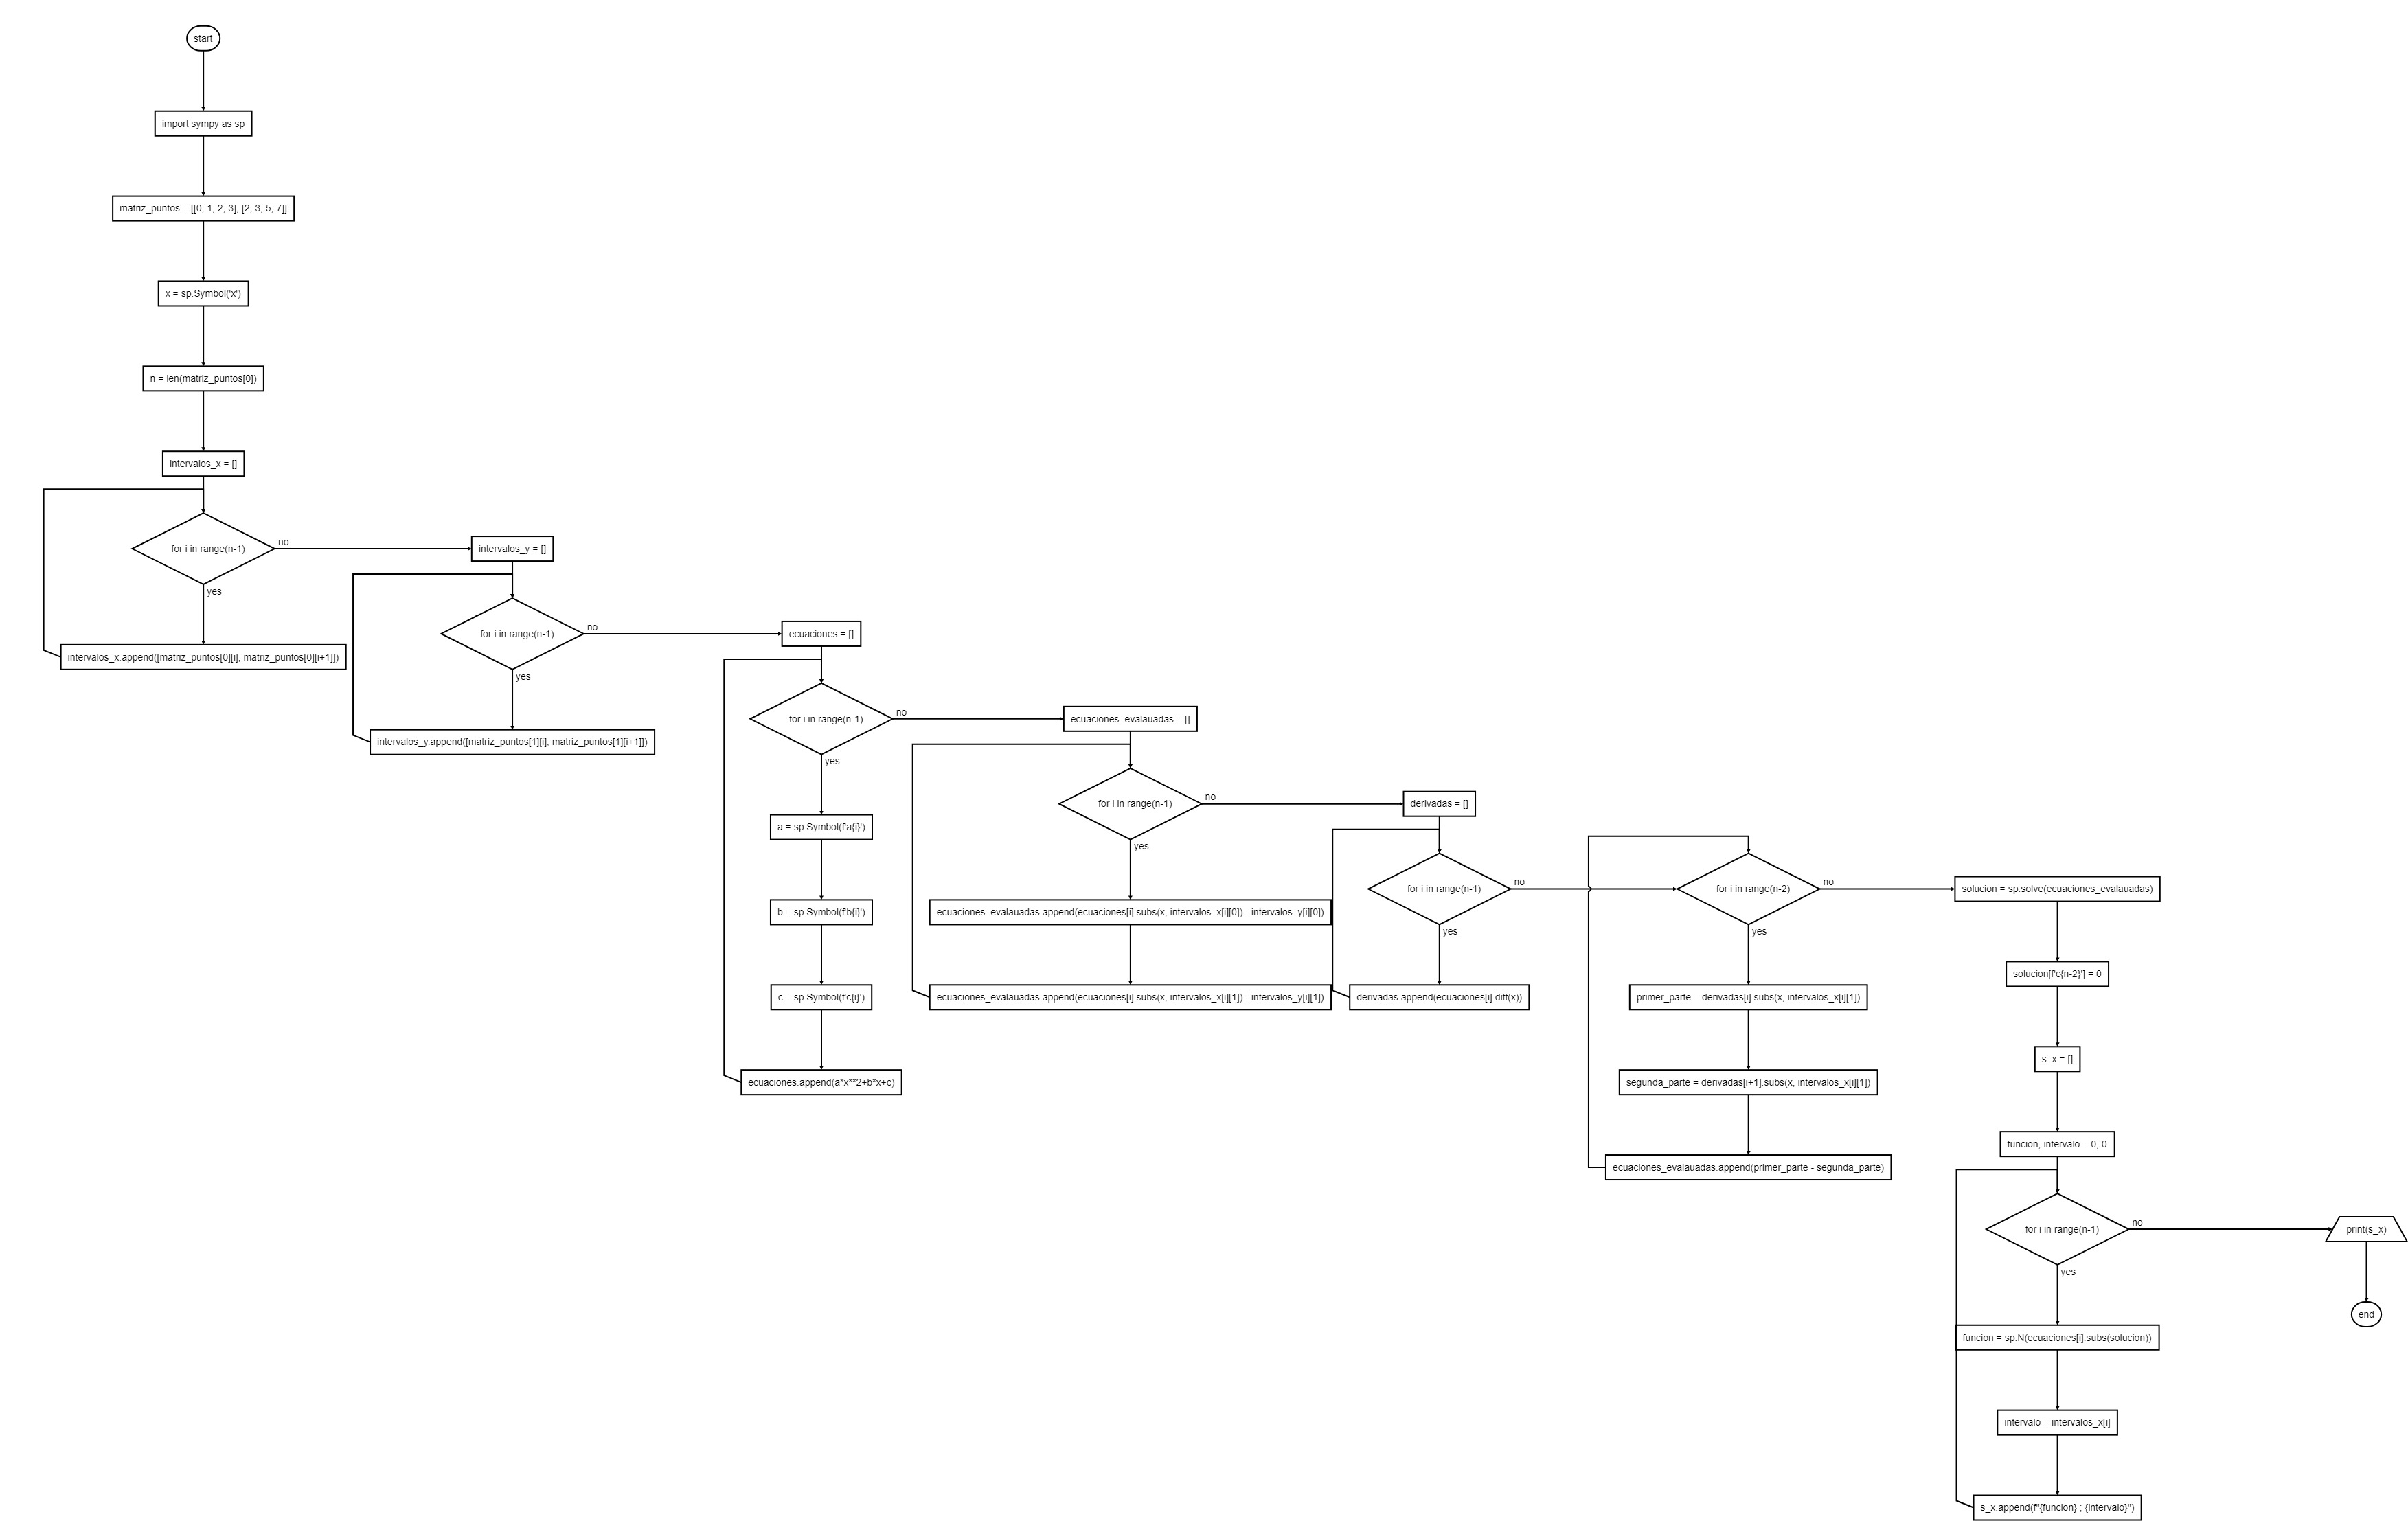 start
import sympy as sp
matriz_puntos = [[0, 1, 2, 3], [2, 3, 5, 7]]
x = sp.Symbol('x')
n = len(matriz_puntos[0])
intervalos_x = []
for i in range(n-1)
no
yes
intervalos_x.append([matriz_puntos[0][i], matriz_puntos[0][i+1]])
intervalos_y = []
for i in range(n-1)
no
yes
intervalos_y.append([matriz_puntos[1][i], matriz_puntos[1][i+1]])
ecuaciones = []
for i in range(n-1)
no
yes
a = sp.Symbol(f'a{i}')
b = sp.Symbol(f'b{i}')
c = sp.Symbol(f'c{i}')
ecuaciones.append(a*x**2+b*x+c)
ecuaciones_evalauadas = []
for i in range(n-1)
no
yes
ecuaciones_evalauadas.append(ecuaciones[i].subs(x, intervalos_x[i][0]) - intervalos_y[i][0])
ecuaciones_evalauadas.append(ecuaciones[i].subs(x, intervalos_x[i][1]) - intervalos_y[i][1])
derivadas = []
for i in range(n-1)
no
yes
derivadas.append(ecuaciones[i].diff(x))
for i in range(n-2)
no
yes
primer_parte = derivadas[i].subs(x, intervalos_x[i][1])
segunda_parte = derivadas[i+1].subs(x, intervalos_x[i][1])
ecuaciones_evalauadas.append(primer_parte - segunda_parte)
solucion = sp.solve(ecuaciones_evalauadas)
solucion[f'c{n-2}'] = 0
s_x = []
funcion, intervalo = 0, 0
for i in range(n-1)
no
yes
funcion = sp.N(ecuaciones[i].subs(solucion))
intervalo = intervalos_x[i]
s_x.append(f"{funcion} ; {intervalo}")
print(s_x)
end